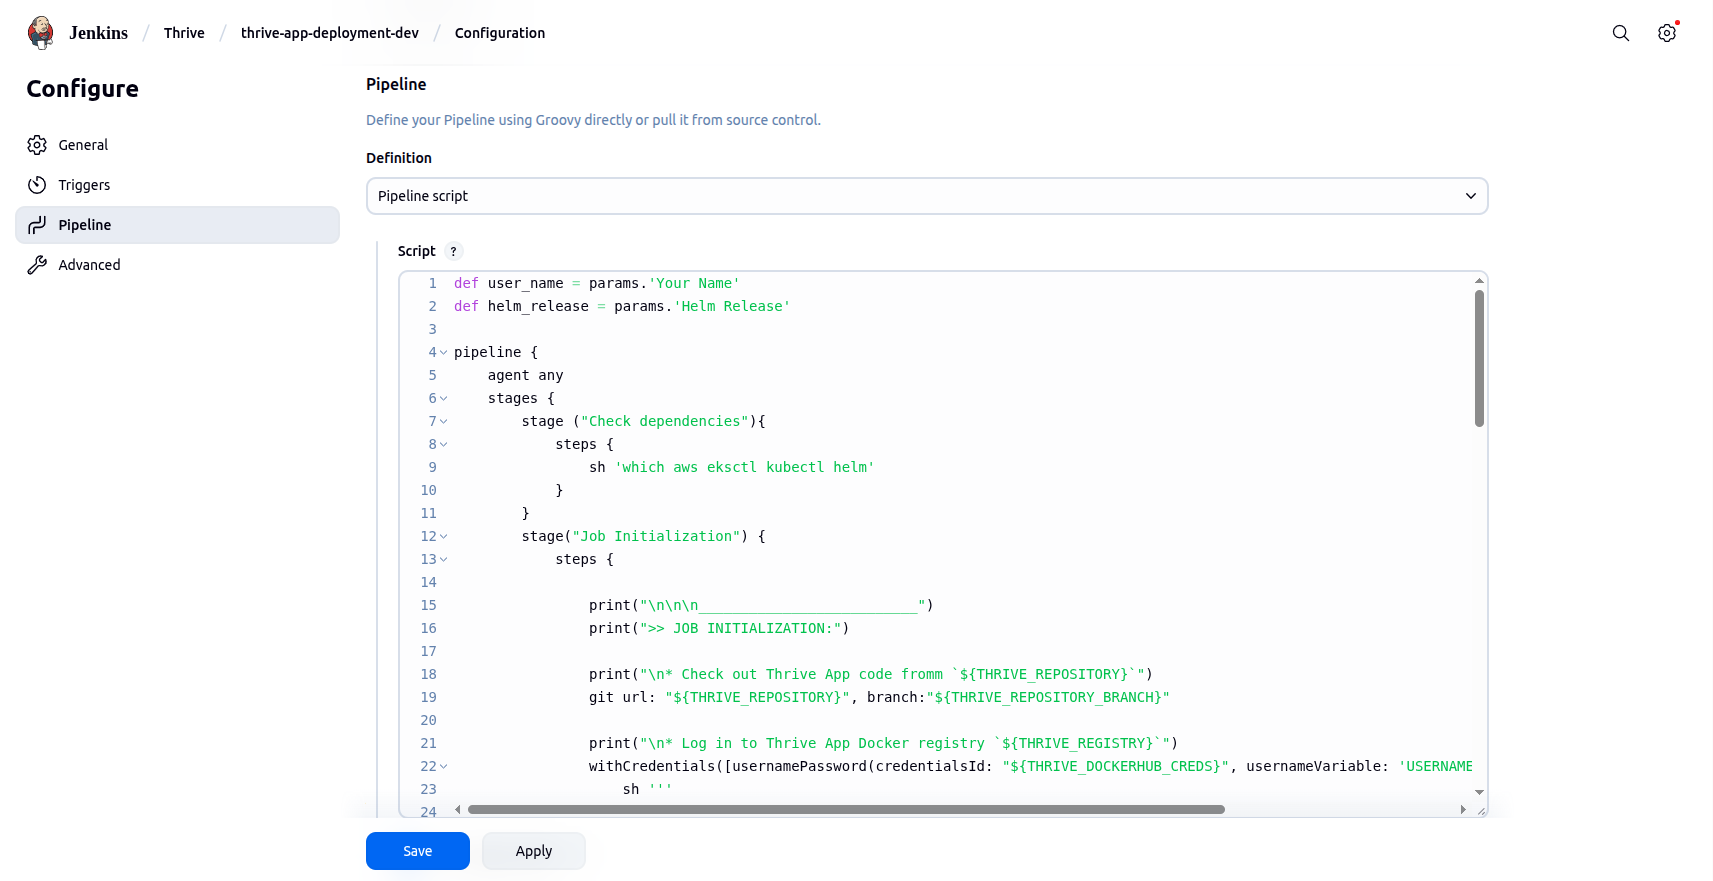 Jenkins / Thrive / thrive-app-deployment-dev / Configuration
Configure
General
Triggers
Pipeline
Advanced
Pipeline
Define your Pipeline using Groovy directly or pull it from source control.
Definition
Pipeline script
Script ?
1 def user_name = params.'Your Name'
2 def helm_release = params.'Helm Release'
3
4 pipeline {
5     agent any
6     stages {
7         stage ("Check dependencies"){
8             steps {
9                 sh 'which aws eksctl kubectl helm'
10             }
11         }
12         stage("Job Initialization") {
13             steps {
14
15                 print("\n\n\n__________________________")
16                 print(">> JOB INITIALIZATION:")
17
18                 print("\n* Check out Thrive App code fromm `${THRIVE_REPOSITORY}`")
19                 git url: "${THRIVE_REPOSITORY}", branch:"${THRIVE_REPOSITORY_BRANCH}"
20
21                 print("\n* Log in to Thrive App Docker registry `${THRIVE_REGISTRY}`")
22                 withCredentials([usernamePassword(credentialsId: "${THRIVE_DOCKERHUB_CREDS}", usernameVariable: 'USERNAME
23                     sh '''
24
Save
Apply